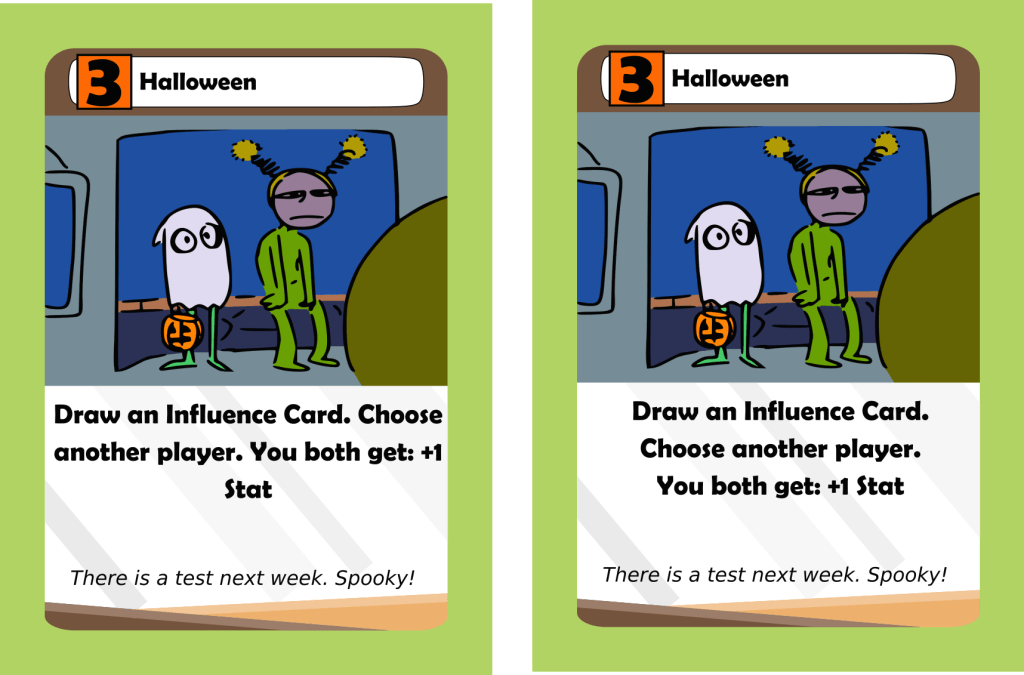 3 Halloween
Draw an Influence Card. Choose
another player. You both get: +1
Stat
There is a test next week. Spooky!
3 Halloween
Draw an Influence Card.
Choose another player.
You both get: +1 Stat
There is a test next week. Spooky!